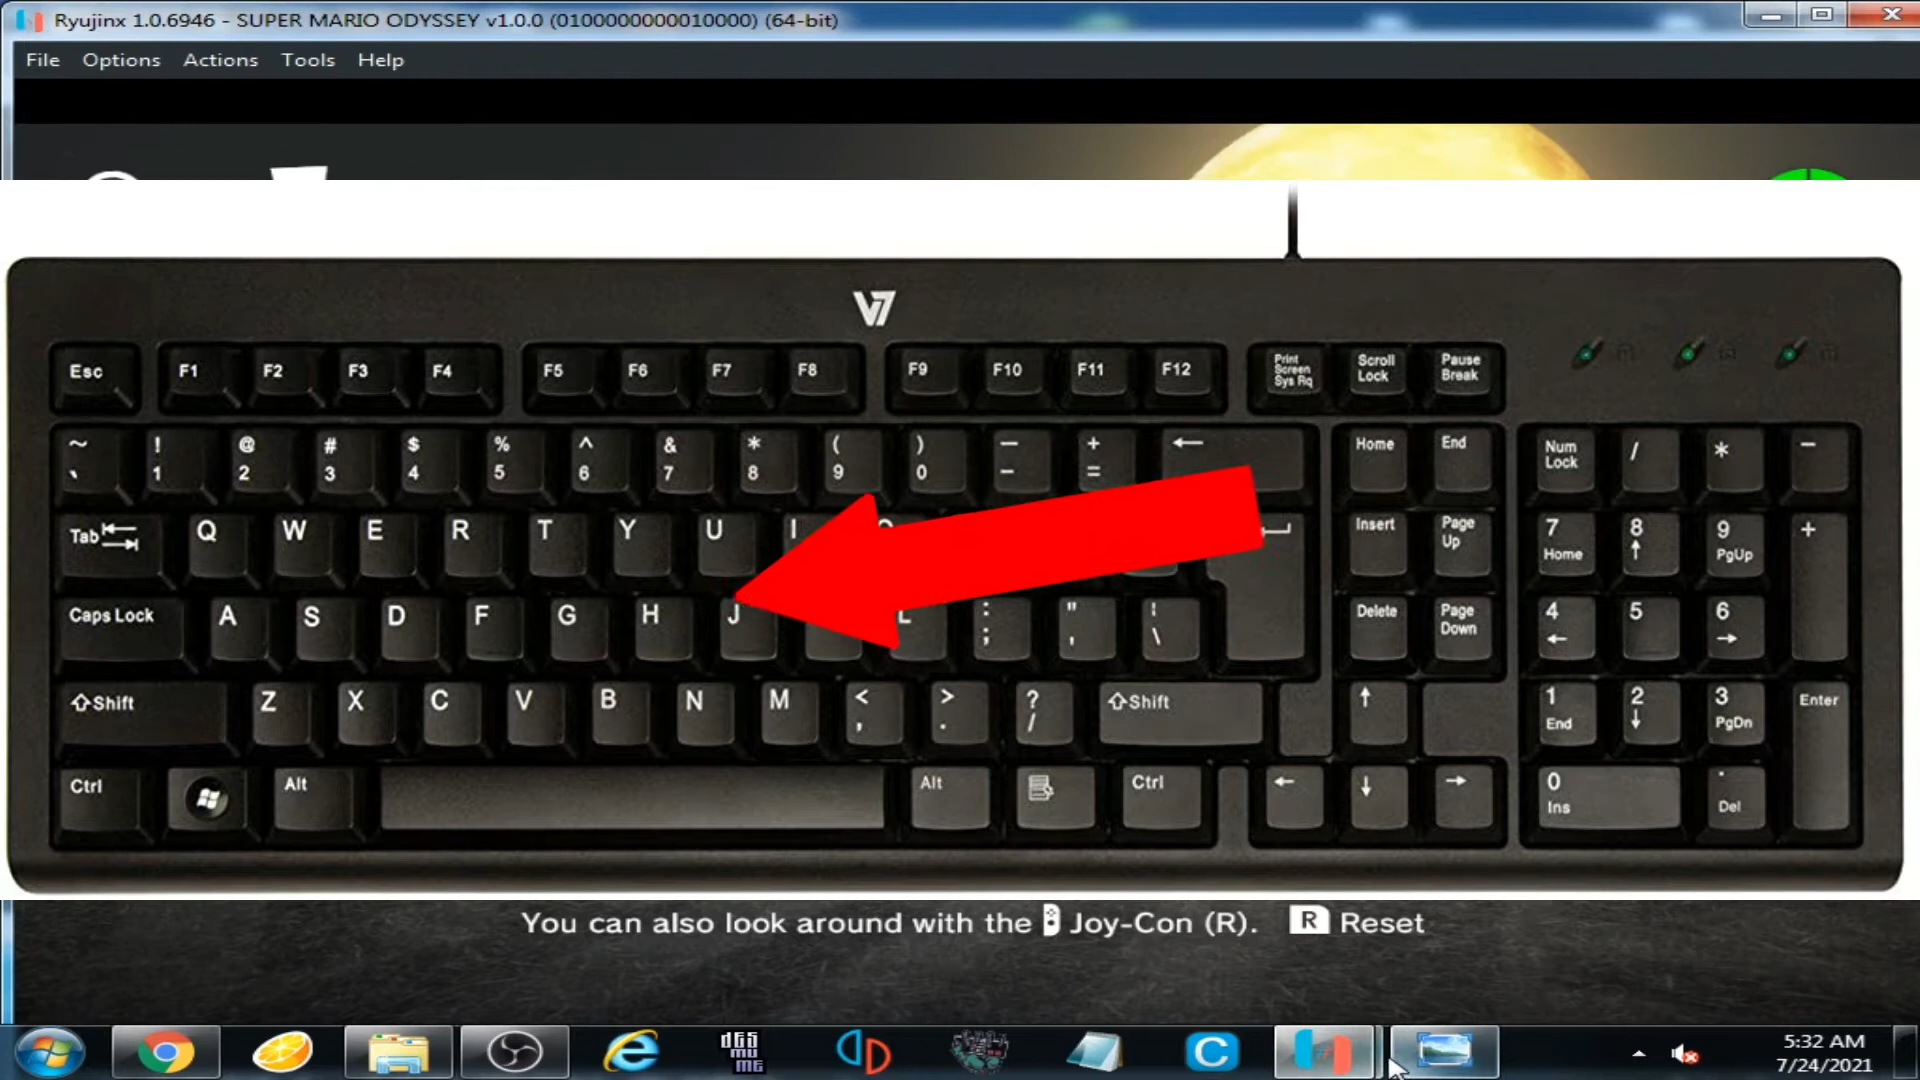 Ryujinx 1.0.6946 - SUPER MARIO ODYSSEY v1.0.0 (0100000000010000) (64-bit)
File Options Actions Tools Help
V7
Esc F1 F2 F3 F4 F5 F6 F7 F8 F9 F10 F11 F12 Print Screen Sys Rq Scroll Lock Pause Break
~ ! @ # $ % ^ & * ( ) — + ← Home End Num Lock / * -
` 1 2 3 4 5 6 7 8 9 0 - =
Tab Q W E R T Y U I Insert Page Up 7 Home 8 ↑ 9 PgUp +
Caps Lock A S D F G H J L : ; " ' ¦ \ Delete Page Down 4 ← 5 6 →
⇧Shift Z X C V B N M < , > . ? / ⇧Shift ↑ 1 End 2 ↓ 3 PgDn Enter
Ctrl Alt Alt Ctrl ← ↓ → 0 Ins . Del
You can also look around with the Joy-Con (R). R Reset
5:32 AM
7/24/2021